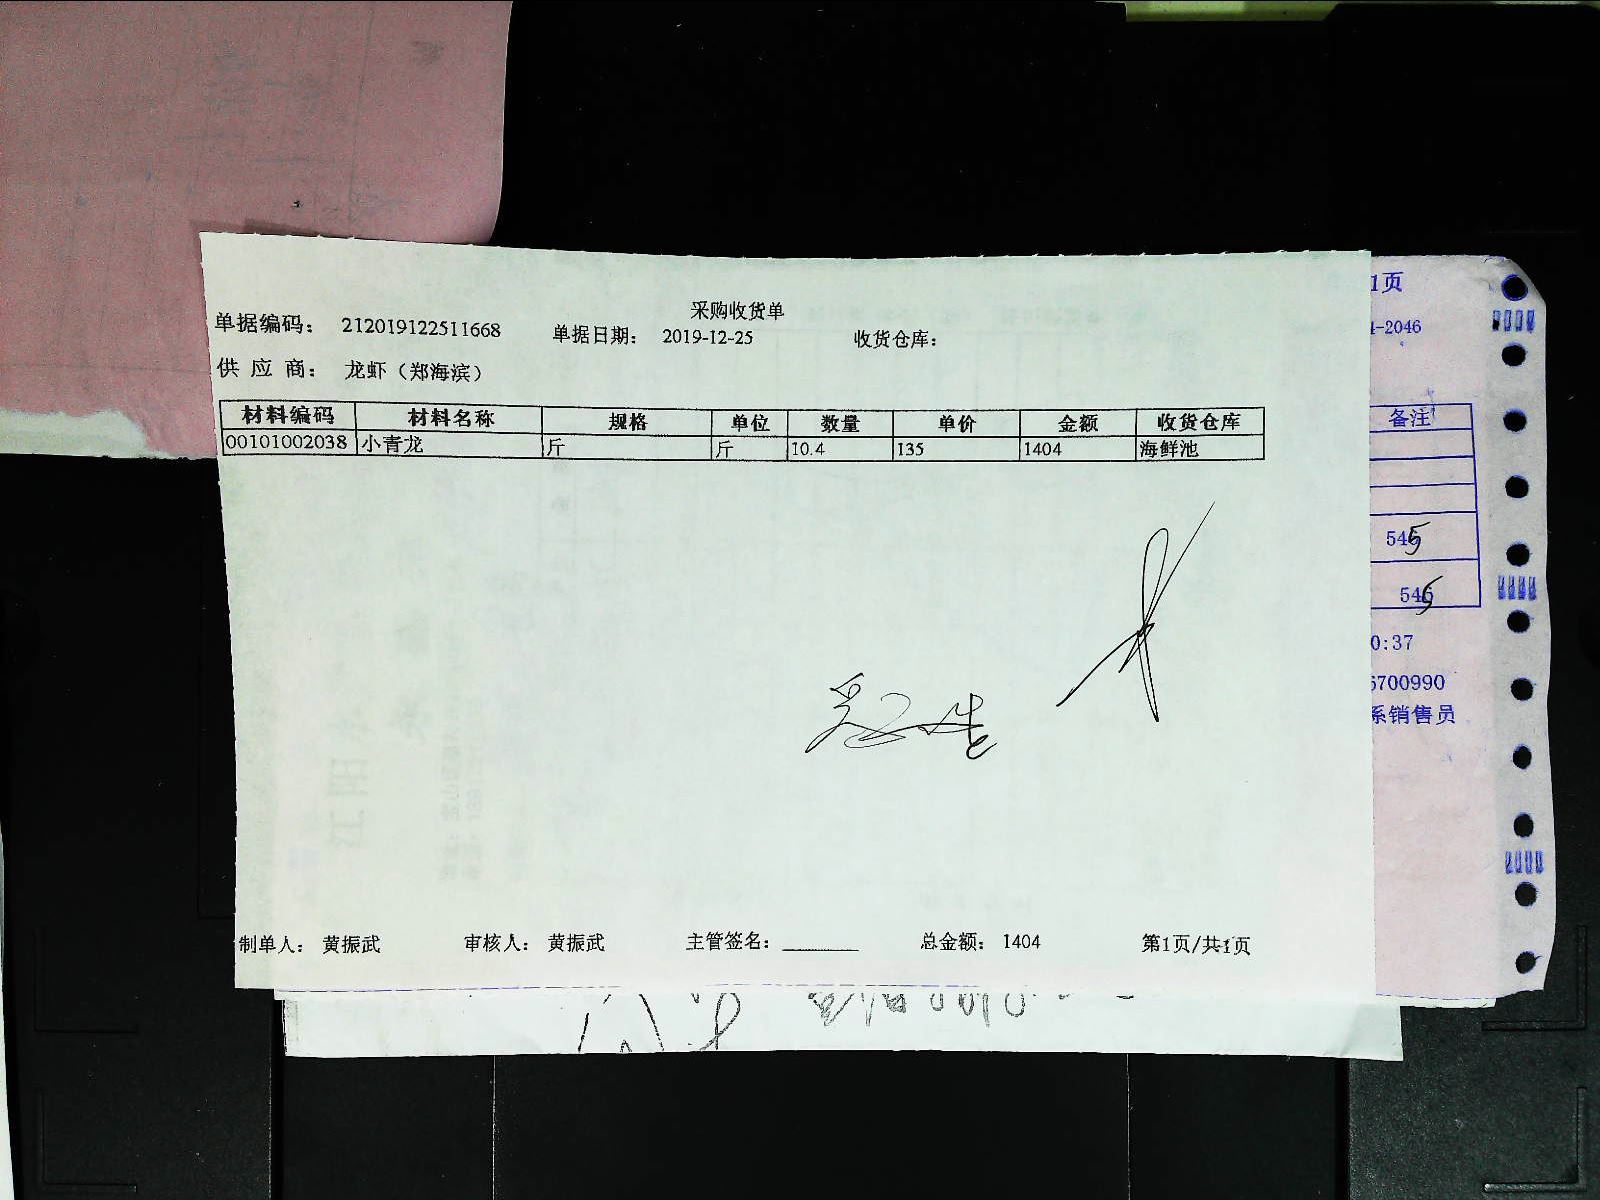 采购收货单
单据编码： 212019122511668 单据日期： 2019-12-25 收货仓库：
供 应 商： 龙虾（郑海滨）
材料编码 材料名称 规格 单位 数量 单价 金额 收货仓库
00101002038 小青龙 斤 斤 10.4 135 1404 海鲜池
制单人： 黄振武 审核人： 黄振武 主管签名：________ 总金额： 1404 第1页/共1页
1页
-2046
备注
545
545
0:37
5700990
系销售员